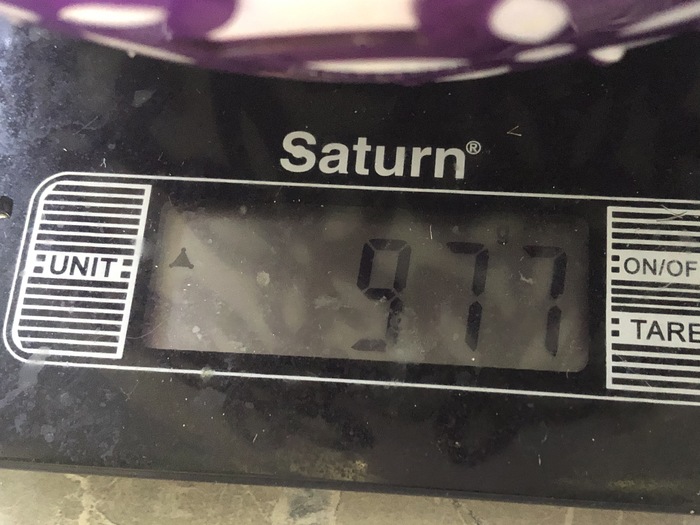 Saturn®
UNIT
g
977
ON/OF
TARE